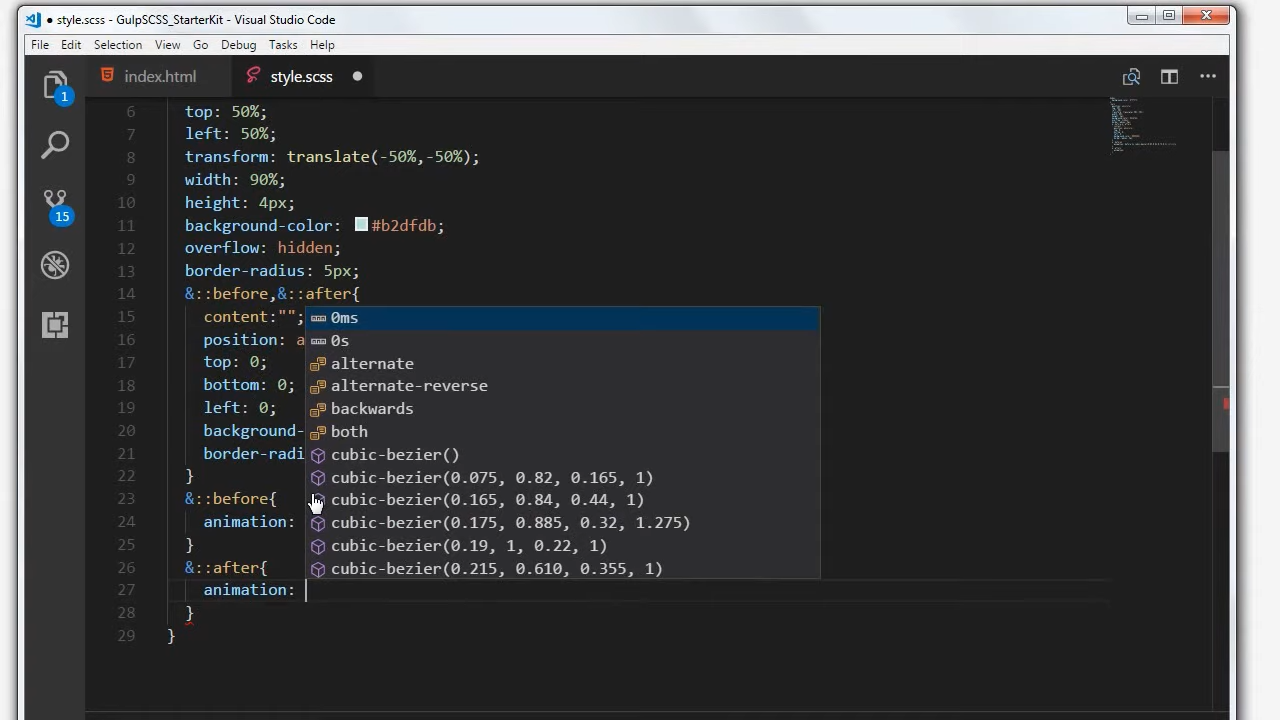 ● style.scss - GulpSCSS_StarterKit - Visual Studio Code
File Edit Selection View Go Debug Tasks Help
index.html style.scss ●
1
15
6 top: 50%;
7 left: 50%;
8 transform: translate(-50%,-50%);
9 width: 90%;
10 height: 4px;
11 background-color: #b2dfdb;
12 overflow: hidden;
13 border-radius: 5px;
14 &::before,&::after{
15 content:"";
16 position: a
17 top: 0;
18 bottom: 0;
19 left: 0;
20 background-
21 border-radi
22 }
23 &::before{
24 animation:
25 }
26 &::after{
27 animation:
28 }
29 }
0ms
0s
alternate
alternate-reverse
backwards
both
cubic-bezier()
cubic-bezier(0.075, 0.82, 0.165, 1)
cubic-bezier(0.165, 0.84, 0.44, 1)
cubic-bezier(0.175, 0.885, 0.32, 1.275)
cubic-bezier(0.19, 1, 0.22, 1)
cubic-bezier(0.215, 0.610, 0.355, 1)